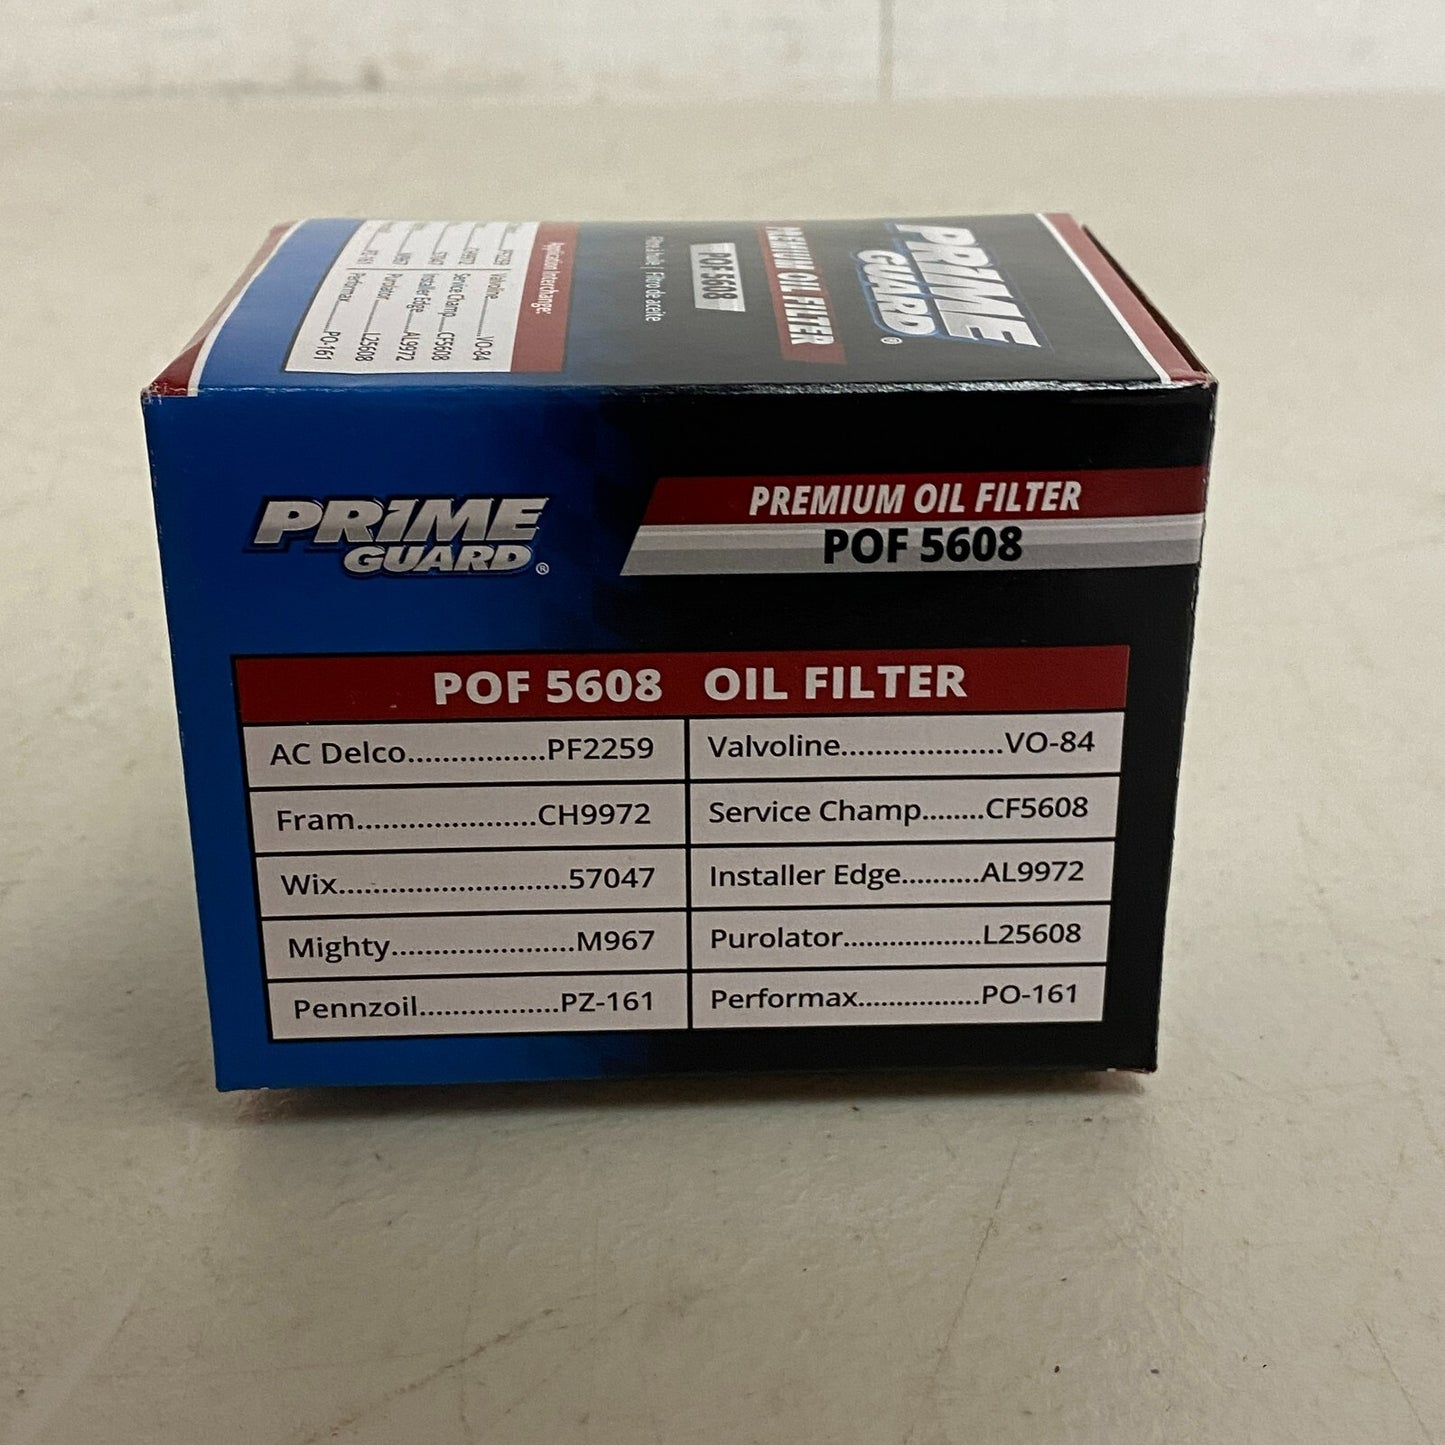 PRIME
GUARD®
PREMIUM OIL FILTER
POF 5608
Filtre à huile | Filtro de aceite
Application Interchange:
Valvoline..........VO-84
Service Champ.....CF5608
Installer Edge.....AL9972
Purolator..........L25608
Performax..........PO-161
PRIME
GUARD®
PREMIUM OIL FILTER
POF 5608
POF 5608 OIL FILTER
AC Delco................PF2259
Valvoline...................VO-84
Fram.....................CH9972
Service Champ........CF5608
Wix...........................57047
Installer Edge..........AL9972
Mighty......................M967
Purolator.................L25608
Pennzoil.................PZ-161
Performax...............PO-161